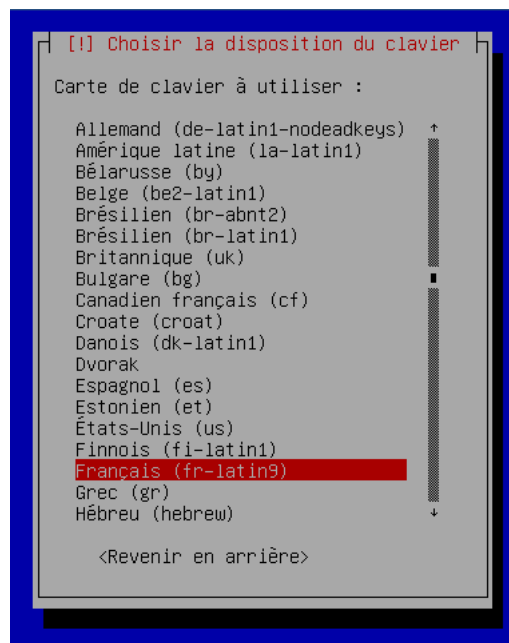 [!] Choisir la disposition du clavier
Carte de clavier à utiliser :
Allemand (de-latin1-nodeadkeys)
Amérique latine (la-latin1)
Bélarusse (by)
Belge (be2-latin1)
Brésilien (br-abnt2)
Brésilien (br-latin1)
Britannique (uk)
Bulgare (bg)
Canadien français (cf)
Croate (croat)
Danois (dk-latin1)
Dvorak
Espagnol (es)
Estonien (et)
États-Unis (us)
Finnois (fi-latin1)
Français (fr-latin9)
Grec (gr)
Hébreu (hebrew)
<Revenir en arrière>